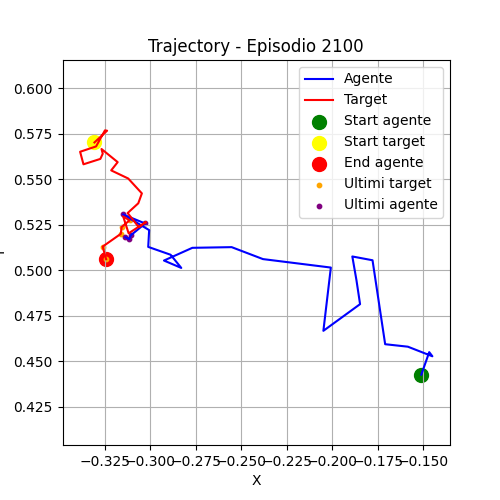 Trajectory - Episodio 2100
Agente
Target
Start agente
Start target
End agente
Ultimi target
Ultimi agente
0.600
0.575
0.550
0.525
0.500
0.475
0.450
0.425
−0.325 −0.300 −0.275 −0.250 −0.225 −0.200 −0.175 −0.150
X